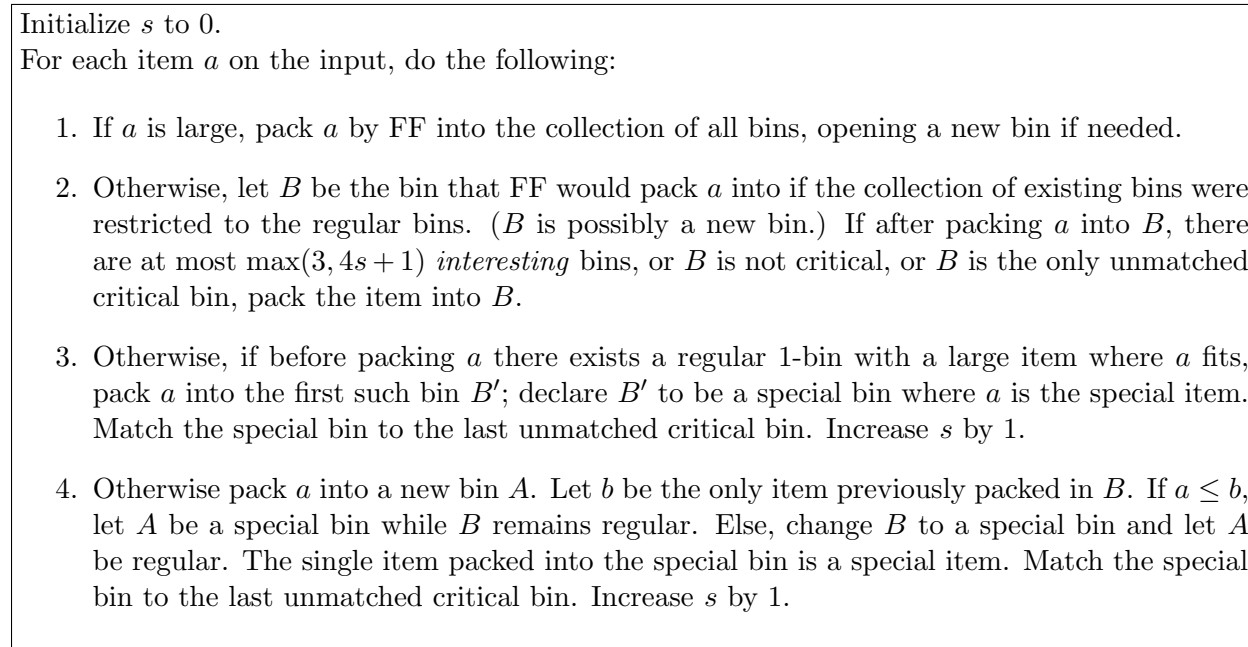 Initialize s to 0.
For each item a on the input, do the following:
1. If a is large, pack a by FF into the collection of all bins, opening a new bin if needed.
2. Otherwise, let B be the bin that FF would pack a into if the collection of existing bins were
restricted to the regular bins. (B is possibly a new bin.) If after packing a into B, there
are at most max(3, 4s + 1) interesting bins, or B is not critical, or B is the only unmatched
critical bin, pack the item into B.
3. Otherwise, if before packing a there exists a regular 1-bin with a large item where a fits,
pack a into the first such bin B′; declare B′ to be a special bin where a is the special item.
Match the special bin to the last unmatched critical bin. Increase s by 1.
4. Otherwise pack a into a new bin A. Let b be the only item previously packed in B. If a ≤ b,
let A be a special bin while B remains regular. Else, change B to a special bin and let A
be regular. The single item packed into the special bin is a special item. Match the special
bin to the last unmatched critical bin. Increase s by 1.